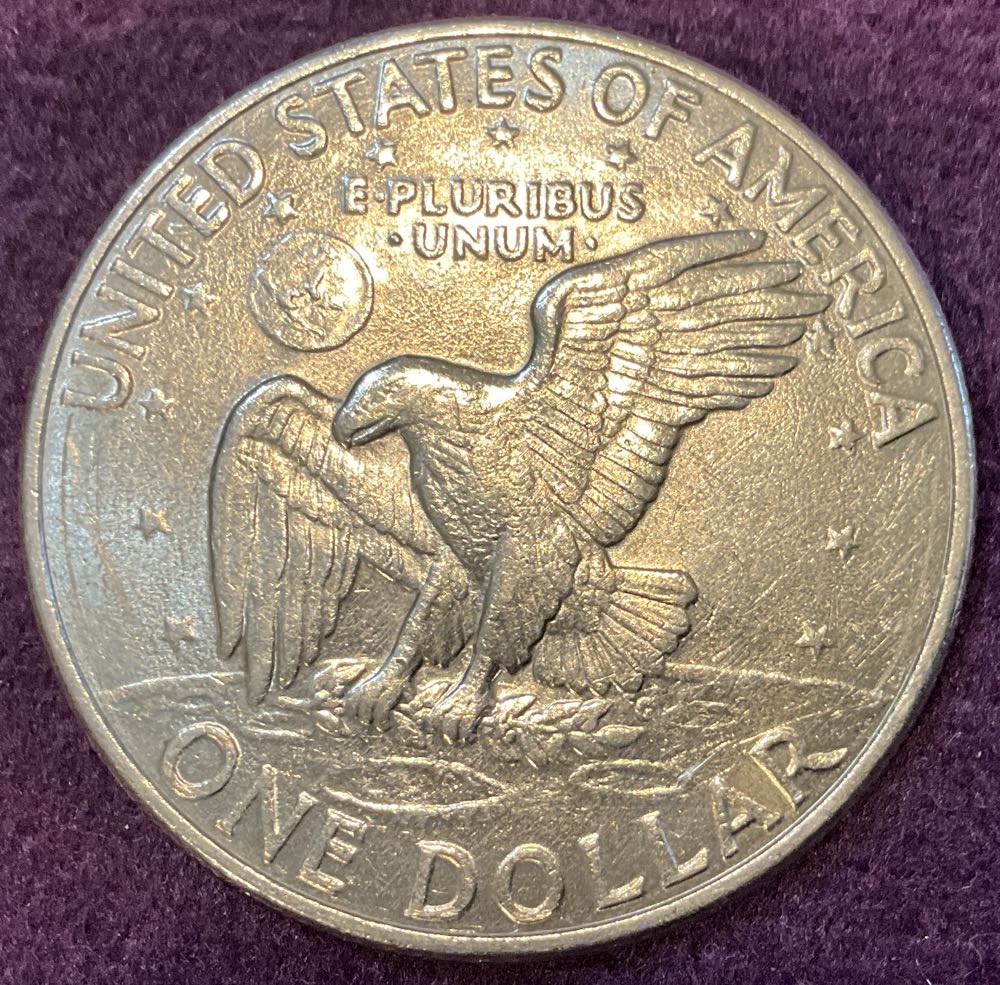 UNITED STATES OF AMERICA
E·PLURIBUS
·UNUM·
ONE DOLLAR